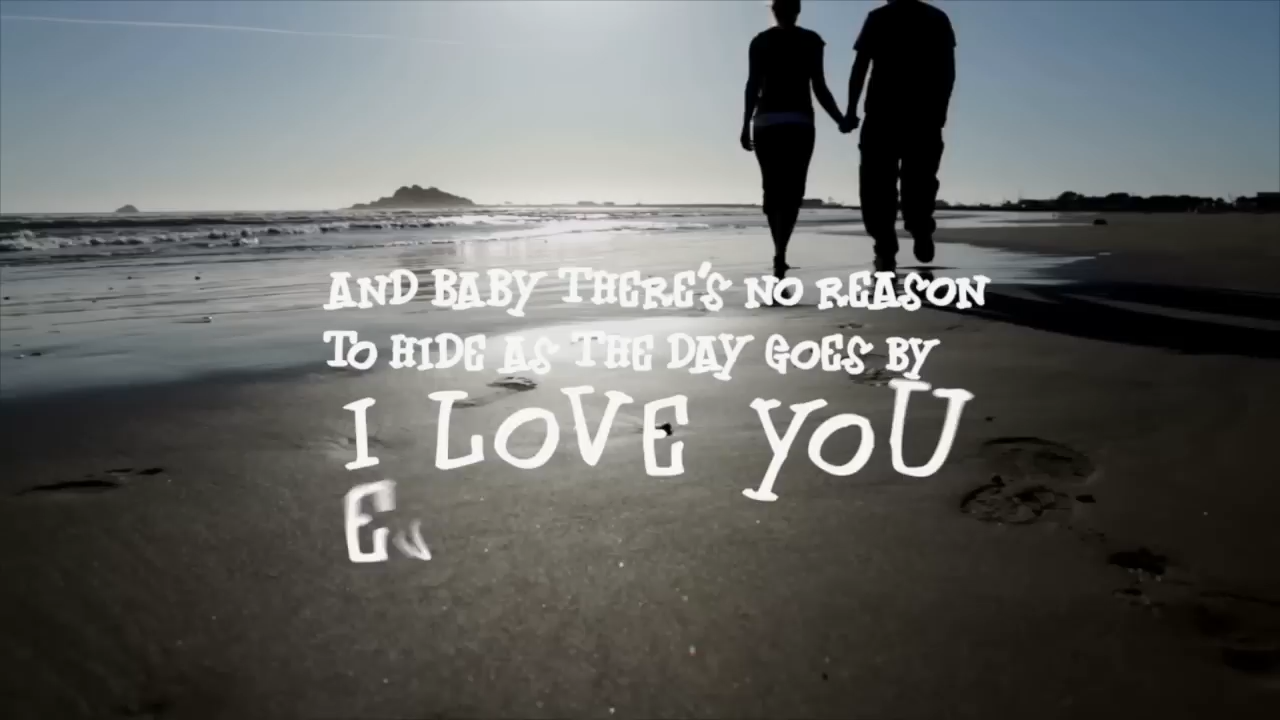 AND BABY THERE'S NO REASON
TO HIDE AS THE DAY GOES BY
I LOVE YOU